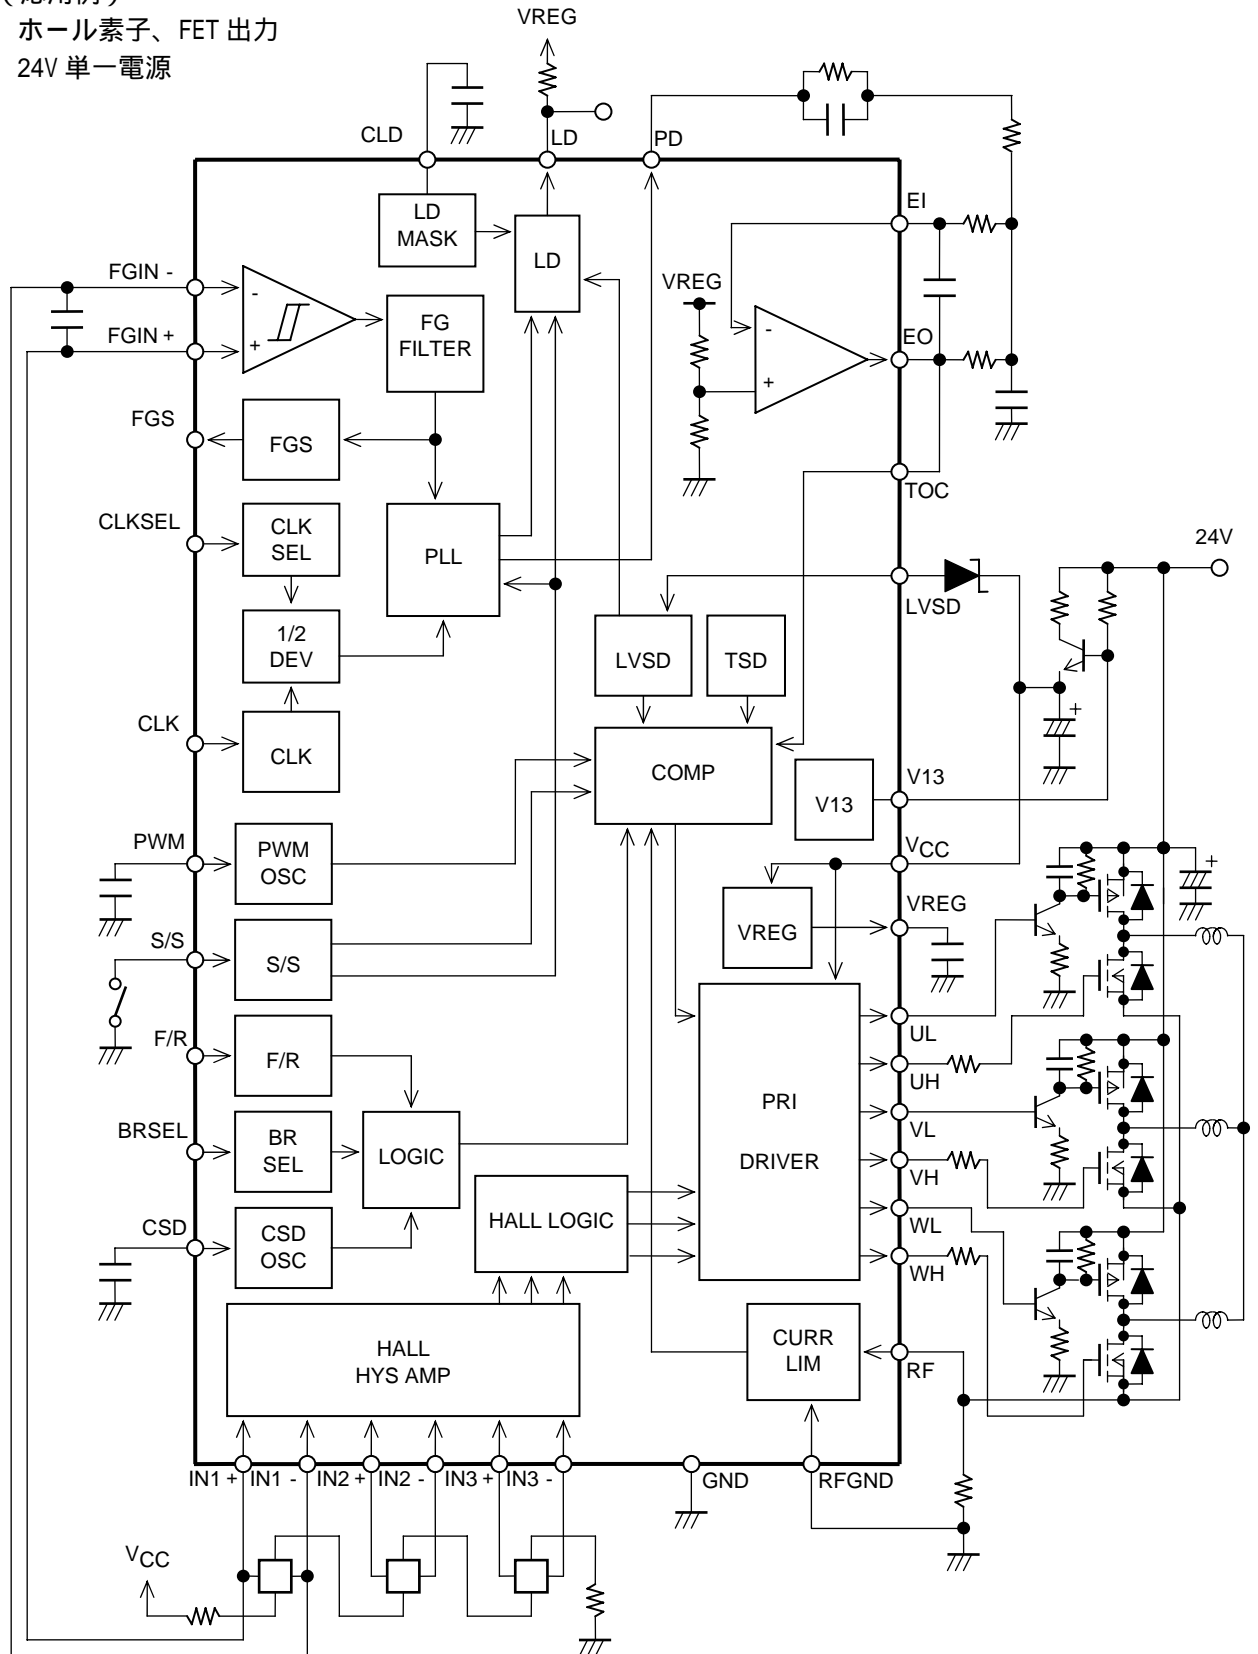 (応用例)
ホール素子、FET 出力
24V 単一電源
VREG
CLD
LD
PD
EI
LD
MASK
LD
FGIN -
-
FG
FILTER
VREG
-
+
EO
FGIN +
+
FGS
FGS
TOC
CLKSEL
CLK
SEL
PLL
24V
LVSD
1/2
DEV
LVSD
TSD
+
CLK
CLK
COMP
V13
V13
PWM
PWM
OSC
VCC
+
VREG
VREG
S/S
S/S
UL
F/R
F/R
UH
PRI
DRIVER
BRSEL
BR
SEL
LOGIC
VL
VH
HALL LOGIC
CSD
CSD
OSC
WL
WH
HALL
HYS AMP
CURR
LIM
RF
IN1 +
IN1 -
IN2 +
IN2 -
IN3 +
IN3 -
GND
RFGND
VCC